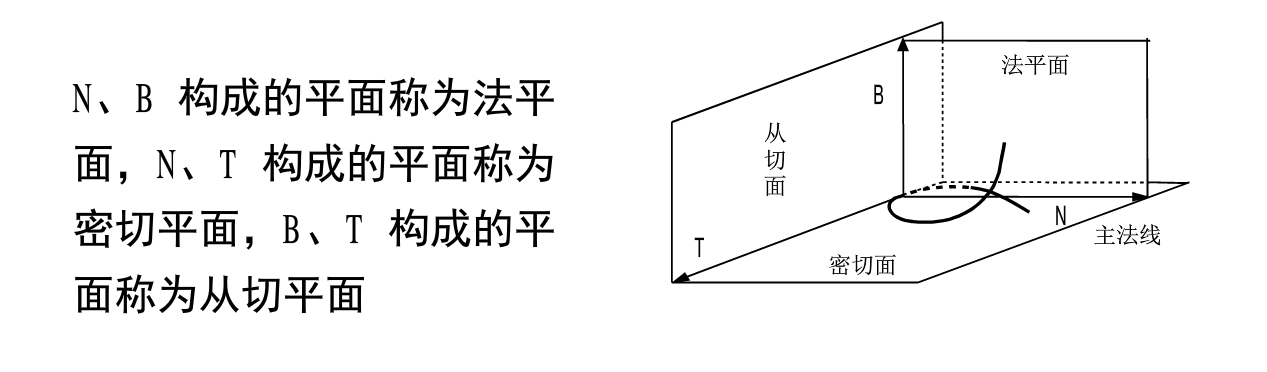 N、B 构成的平面称为法平
面，N、T 构成的平面称为
密切平面，B、T 构成的平
面称为从切平面
法平面
B
从
切
面
N
主法线
T
密切面